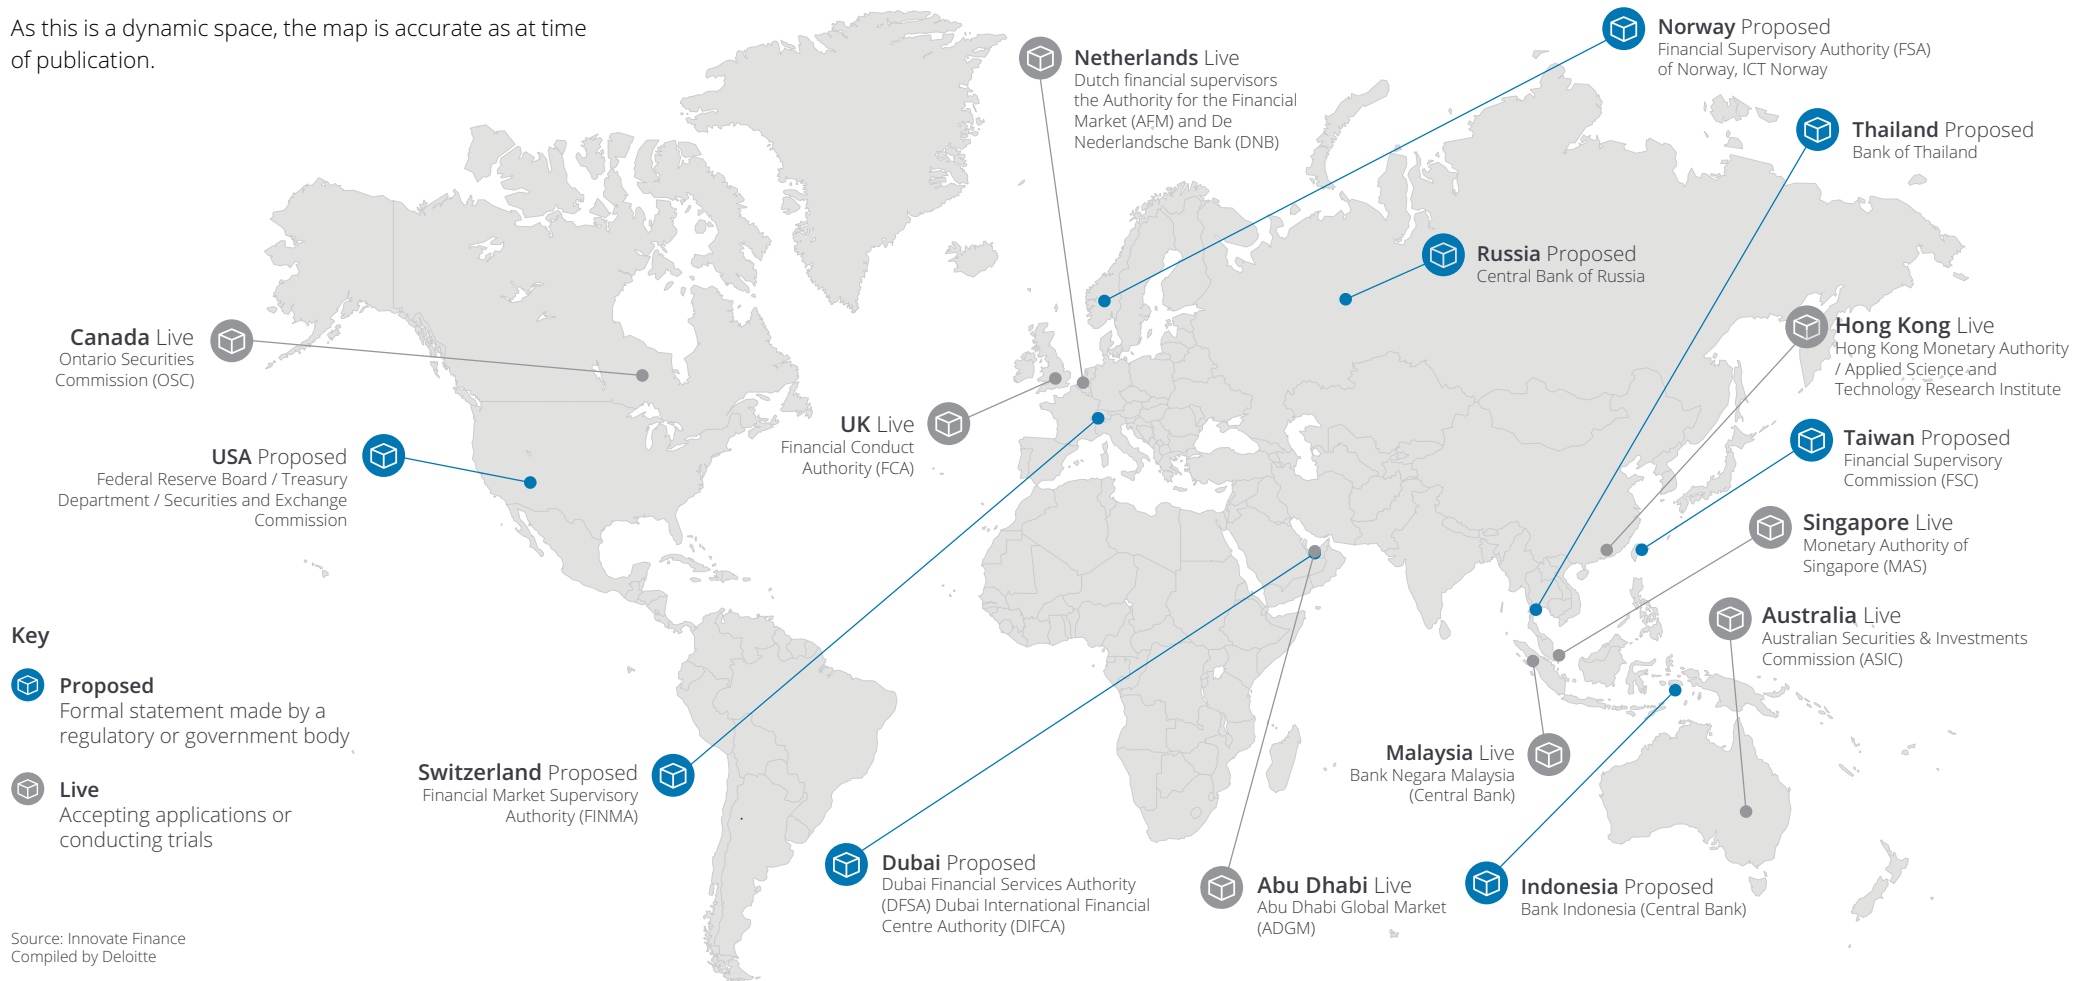 As this is a dynamic space, the map is accurate as at time
of publication.
Netherlands Live
Dutch financial supervisors
the Authority for the Financial
Market (AFM) and De
Nederlandsche Bank (DNB)
Norway Proposed
Financial Supervisory Authority (FSA)
of Norway, ICT Norway
Thailand Proposed
Bank of Thailand
Russia Proposed
Central Bank of Russia
Canada Live
Ontario Securities
Commission (OSC)
Hong Kong Live
Hong Kong Monetary Authority
/ Applied Science and
Technology Research Institute
USA Proposed
Federal Reserve Board / Treasury
Department / Securities and Exchange
Commission
UK Live
Financial Conduct
Authority (FCA)
Taiwan Proposed
Financial Supervisory
Commission (FSC)
Singapore Live
Monetary Authority of
Singapore (MAS)
Australia Live
Australian Securities & Investments
Commission (ASIC)
Key
Proposed
Formal statement made by a
regulatory or government body
Live
Accepting applications or
conducting trials
Switzerland Proposed
Financial Market Supervisory
Authority (FINMA)
Malaysia Live
Bank Negara Malaysia
(Central Bank)
Dubai Proposed
Dubai Financial Services Authority
(DFSA) Dubai International Financial
Centre Authority (DIFCA)
Abu Dhabi Live
Abu Dhabi Global Market
(ADGM)
Indonesia Proposed
Bank Indonesia (Central Bank)
Source: Innovate Finance
Compiled by Deloitte